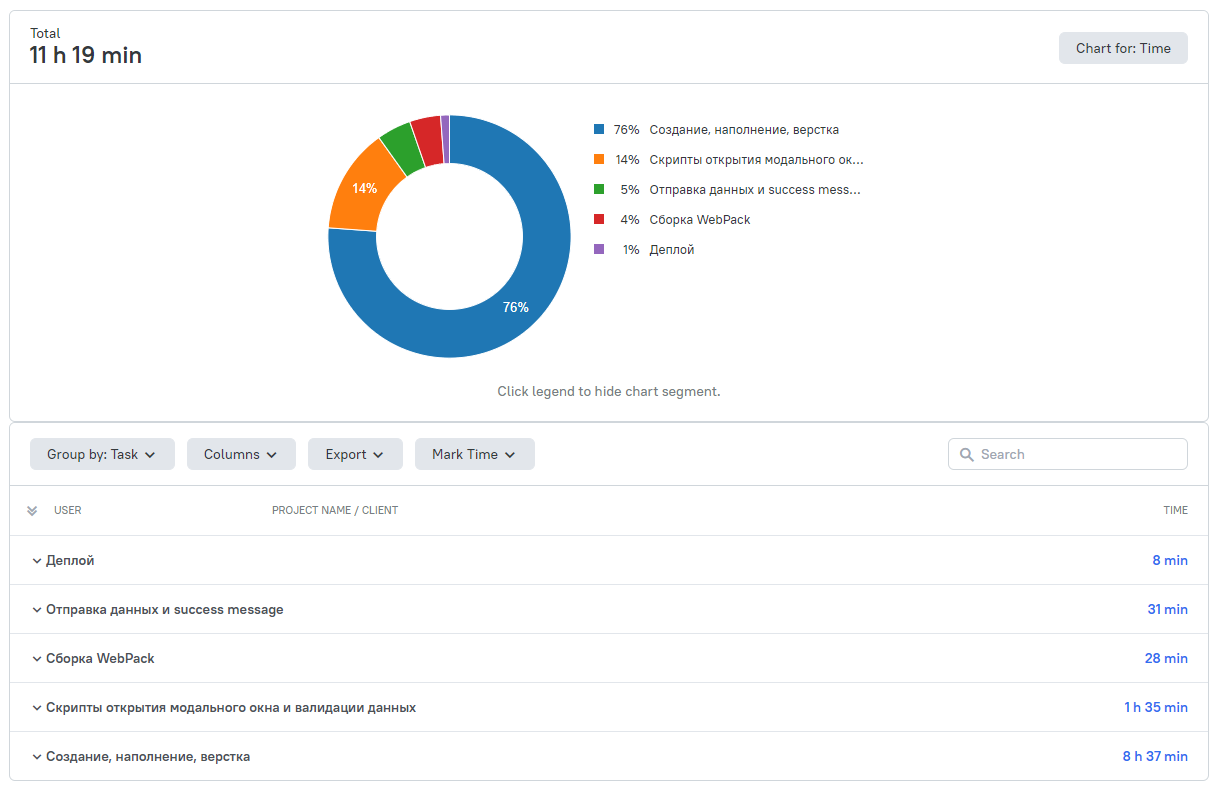 Total
11 h 19 min
Chart for: Time
76% Создание, наполнение, верстка
14% Скрипты открытия модального ок...
5% Отправка данных и success mess...
4% Сборка WebPack
1% Деплой
14%
76%
Click legend to hide chart segment.
Group by: Task
Columns
Export
Mark Time
Search
USER PROJECT NAME / CLIENT TIME
Деплой 8 min
Отправка данных и success message 31 min
Сборка WebPack 28 min
Скрипты открытия модального окна и валидации данных 1 h 35 min
Создание, наполнение, верстка 8 h 37 min